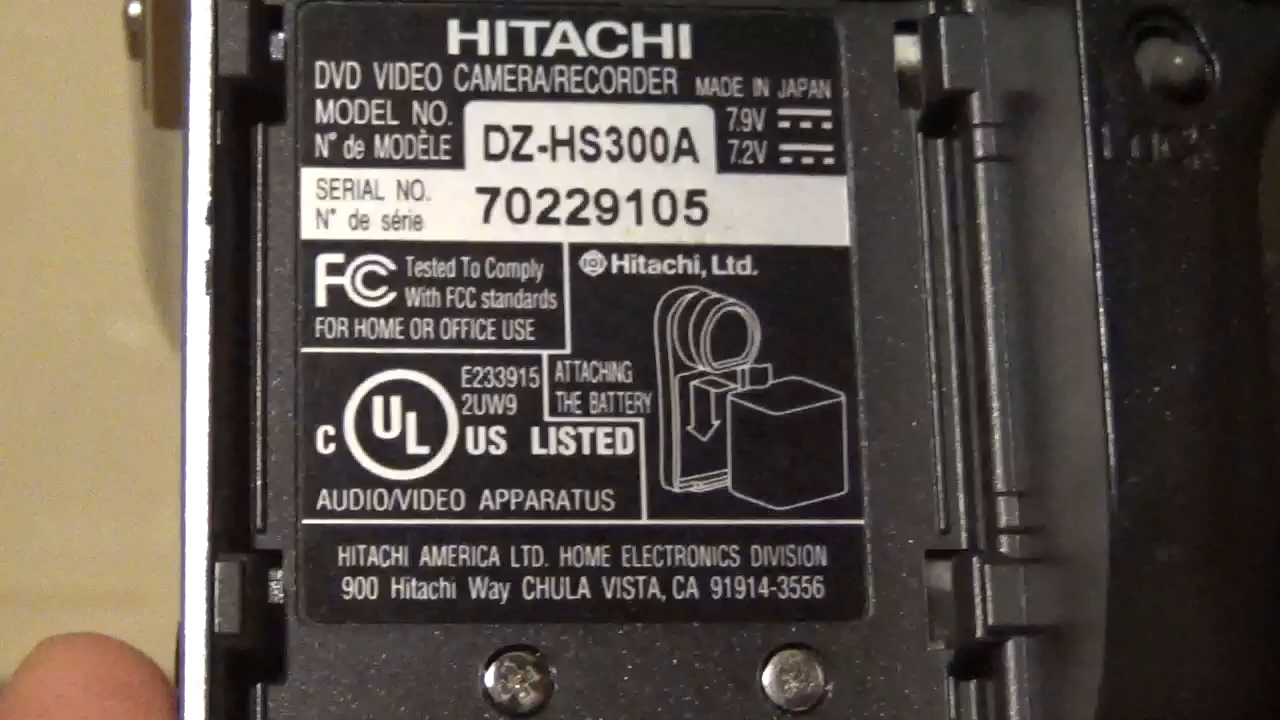 HITACHI
DVD VIDEO CAMERA/RECORDER MADE IN JAPAN
MODEL NO.
N° de MODÈLE
DZ-HS300A
7.9V
7.2V
SERIAL NO.
N° de série
70229105
FC Tested To Comply
With FCC standards
FOR HOME OR OFFICE USE
Hitachi, Ltd.
E233915
2UW9
C UL US LISTED
AUDIO/VIDEO APPARATUS
ATTACHING
THE BATTERY
HITACHI AMERICA LTD. HOME ELECTRONICS DIVISION
900 Hitachi Way CHULA VISTA, CA 91914-3556